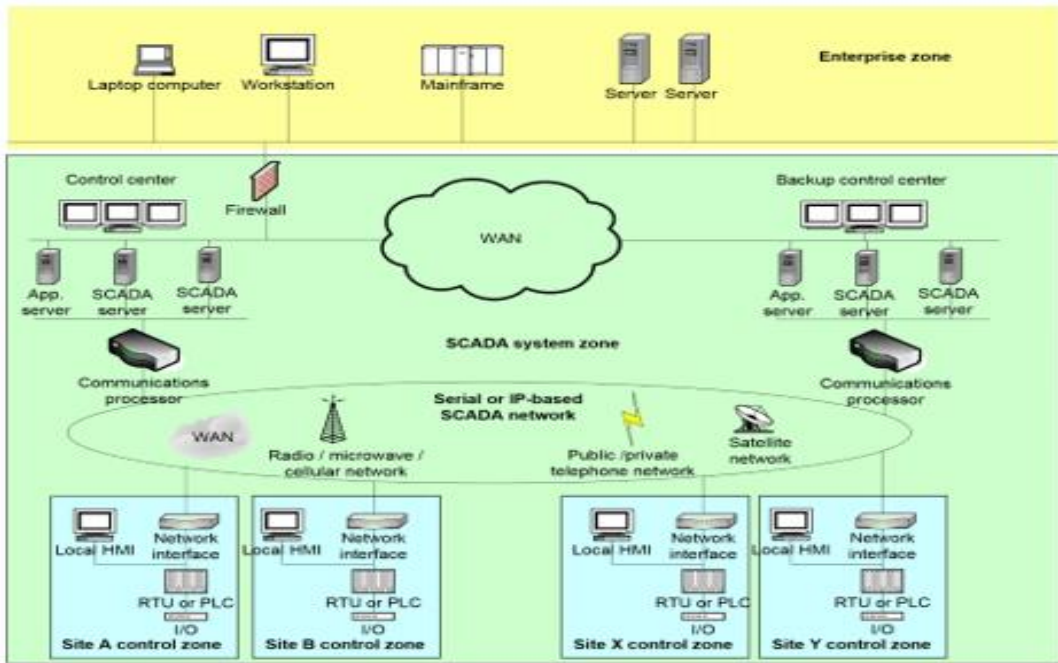 Enterprise zone
Laptop computer
Workstation
Mainframe
Server
Server
Control center
Firewall
WAN
Backup control center
App.
server
SCADA
server
SCADA
server
App.
server
SCADA
server
SCADA
server
SCADA system zone
Communications
processor
Communications
processor
Serial or IP-based
SCADA network
WAN
Radio / microwave /
cellular network
Public /private
telephone network
Satellite
network
Local HMI
Network
interface
RTU or PLC
I/O
Site A control zone
Local HMI
Network
interface
RTU or PLC
I/O
Site B control zone
Local HMI
Network
interface
RTU or PLC
I/O
Site X control zone
Local HMI
Network
interface
RTU or PLC
I/O
Site Y control zone